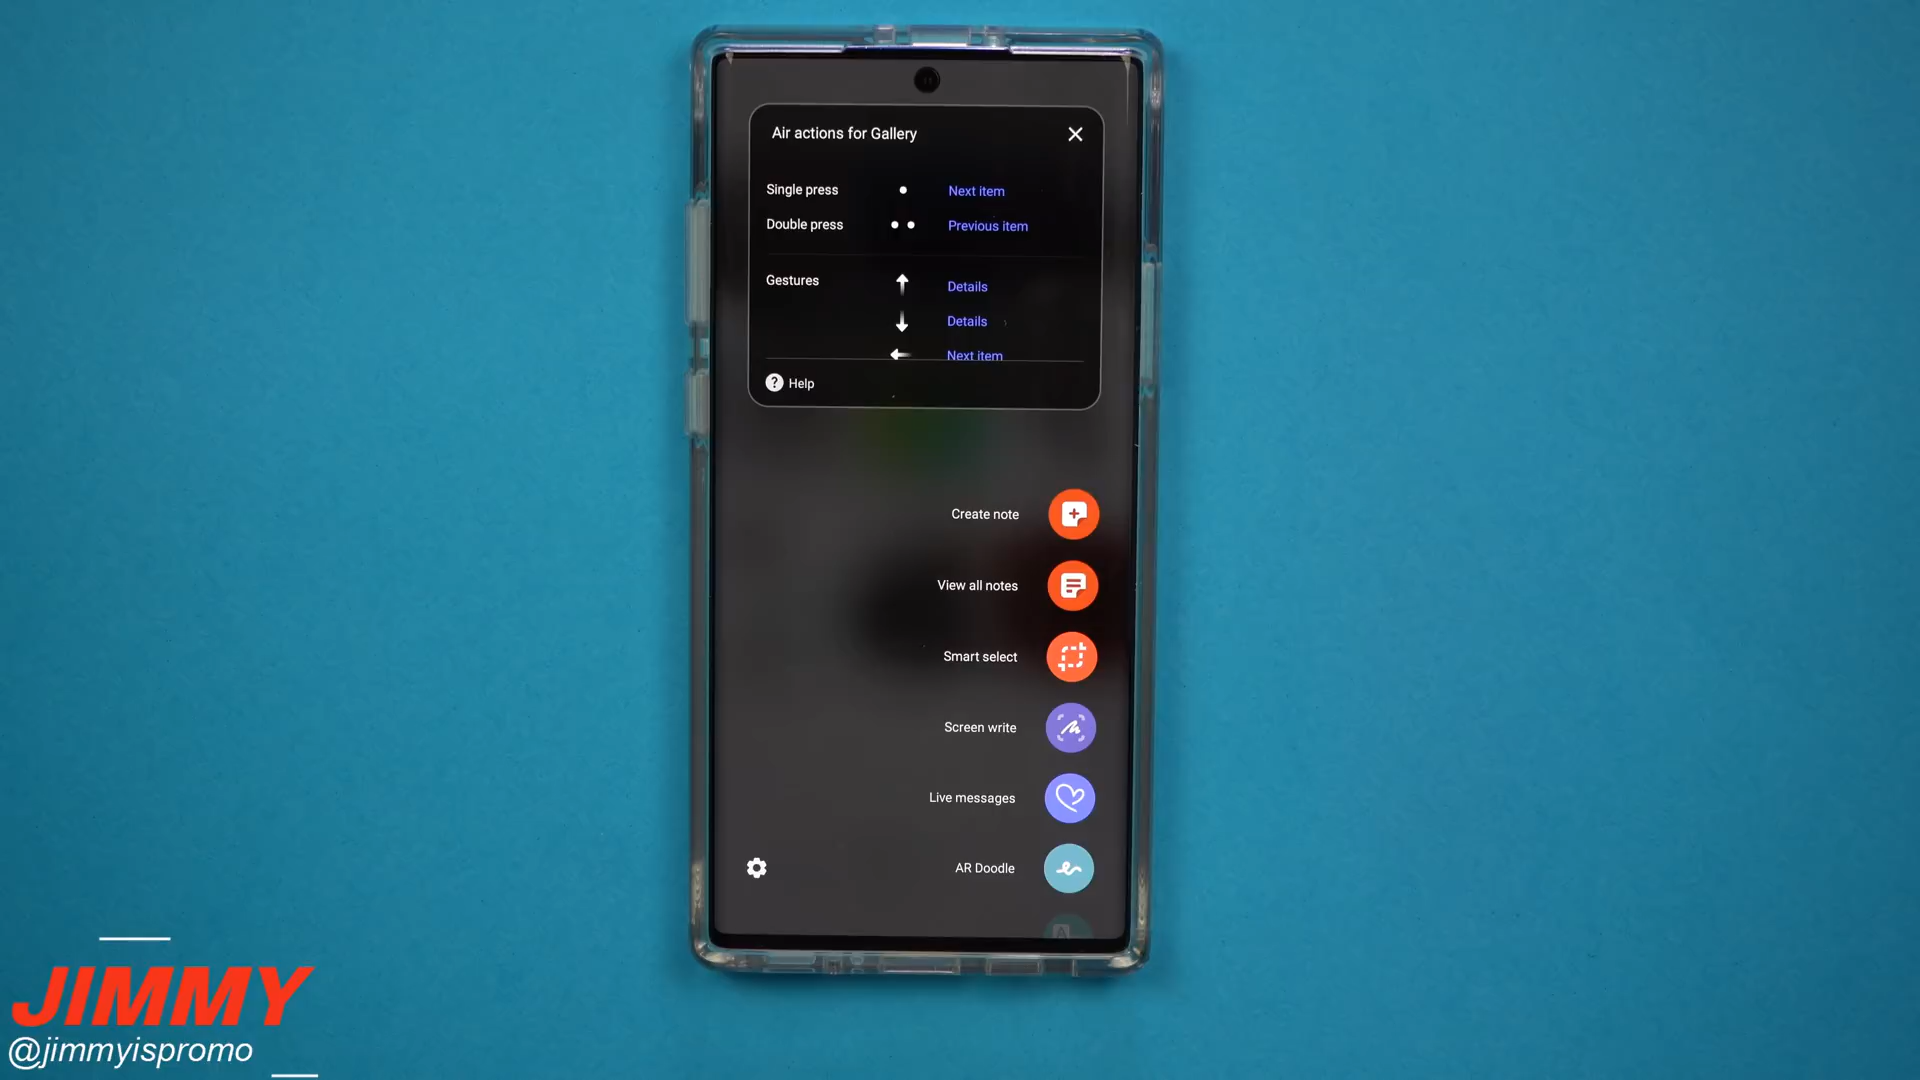 Air actions for Gallery
Single press
Next item
Double press
Previous item
Gestures
Details
Details
Next item
? Help
Create note
View all notes
Smart select
Screen write
Live messages
AR Doodle
A
JIMMY
@jimmyispromo